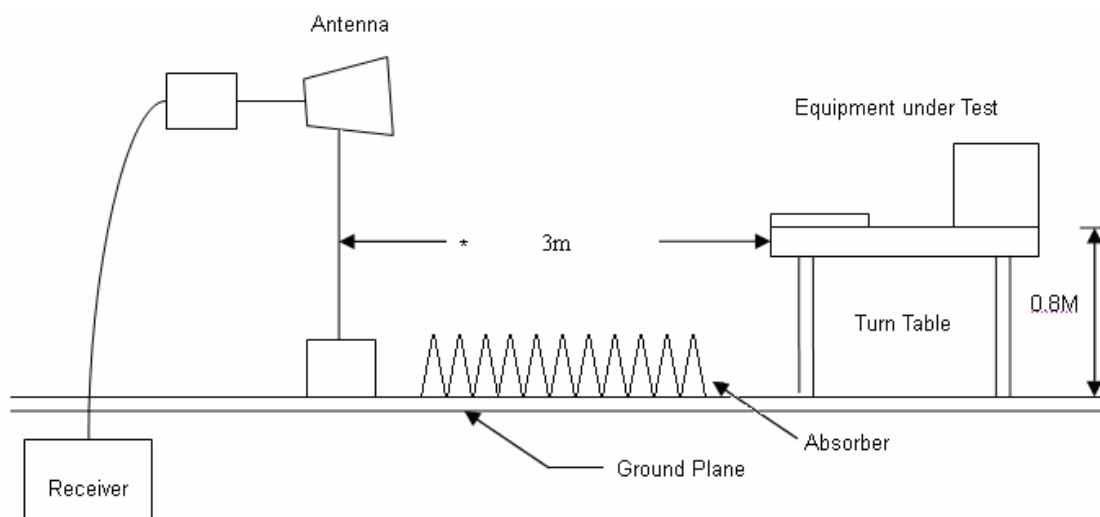 Antenna
Equipment under Test
* 3m
0.8M
Turn Table
Absorber
Ground Plane
Receiver